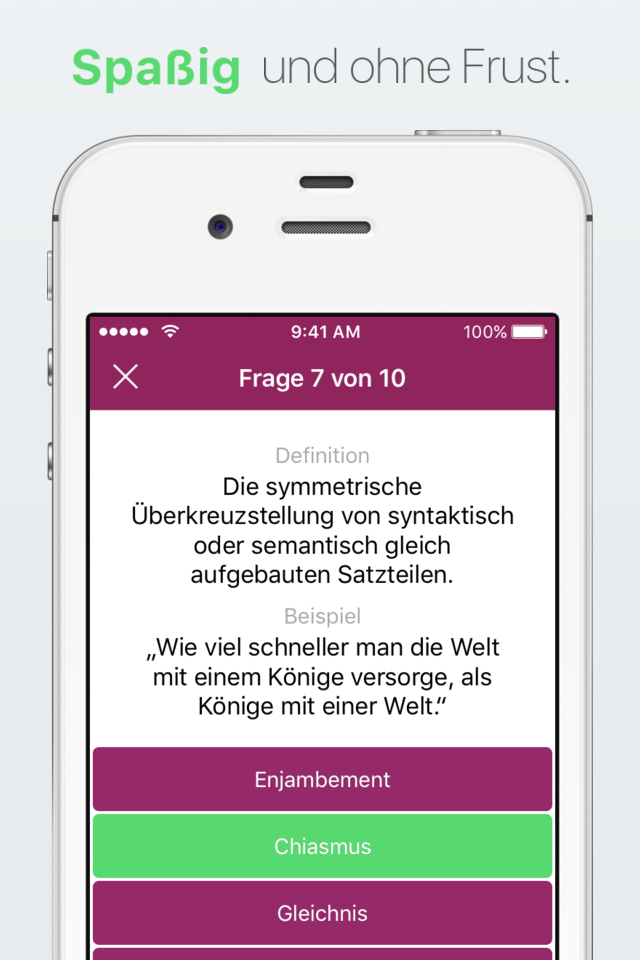 Spaßig und ohne Frust.
9:41 AM 100%
Frage 7 von 10
Definition
Die symmetrische
Überkreuzstellung von syntaktisch
oder semantisch gleich
aufgebauten Satzteilen.
Beispiel
„Wie viel schneller man die Welt
mit einem Könige versorge, als
Könige mit einer Welt.“
Enjambement
Chiasmus
Gleichnis